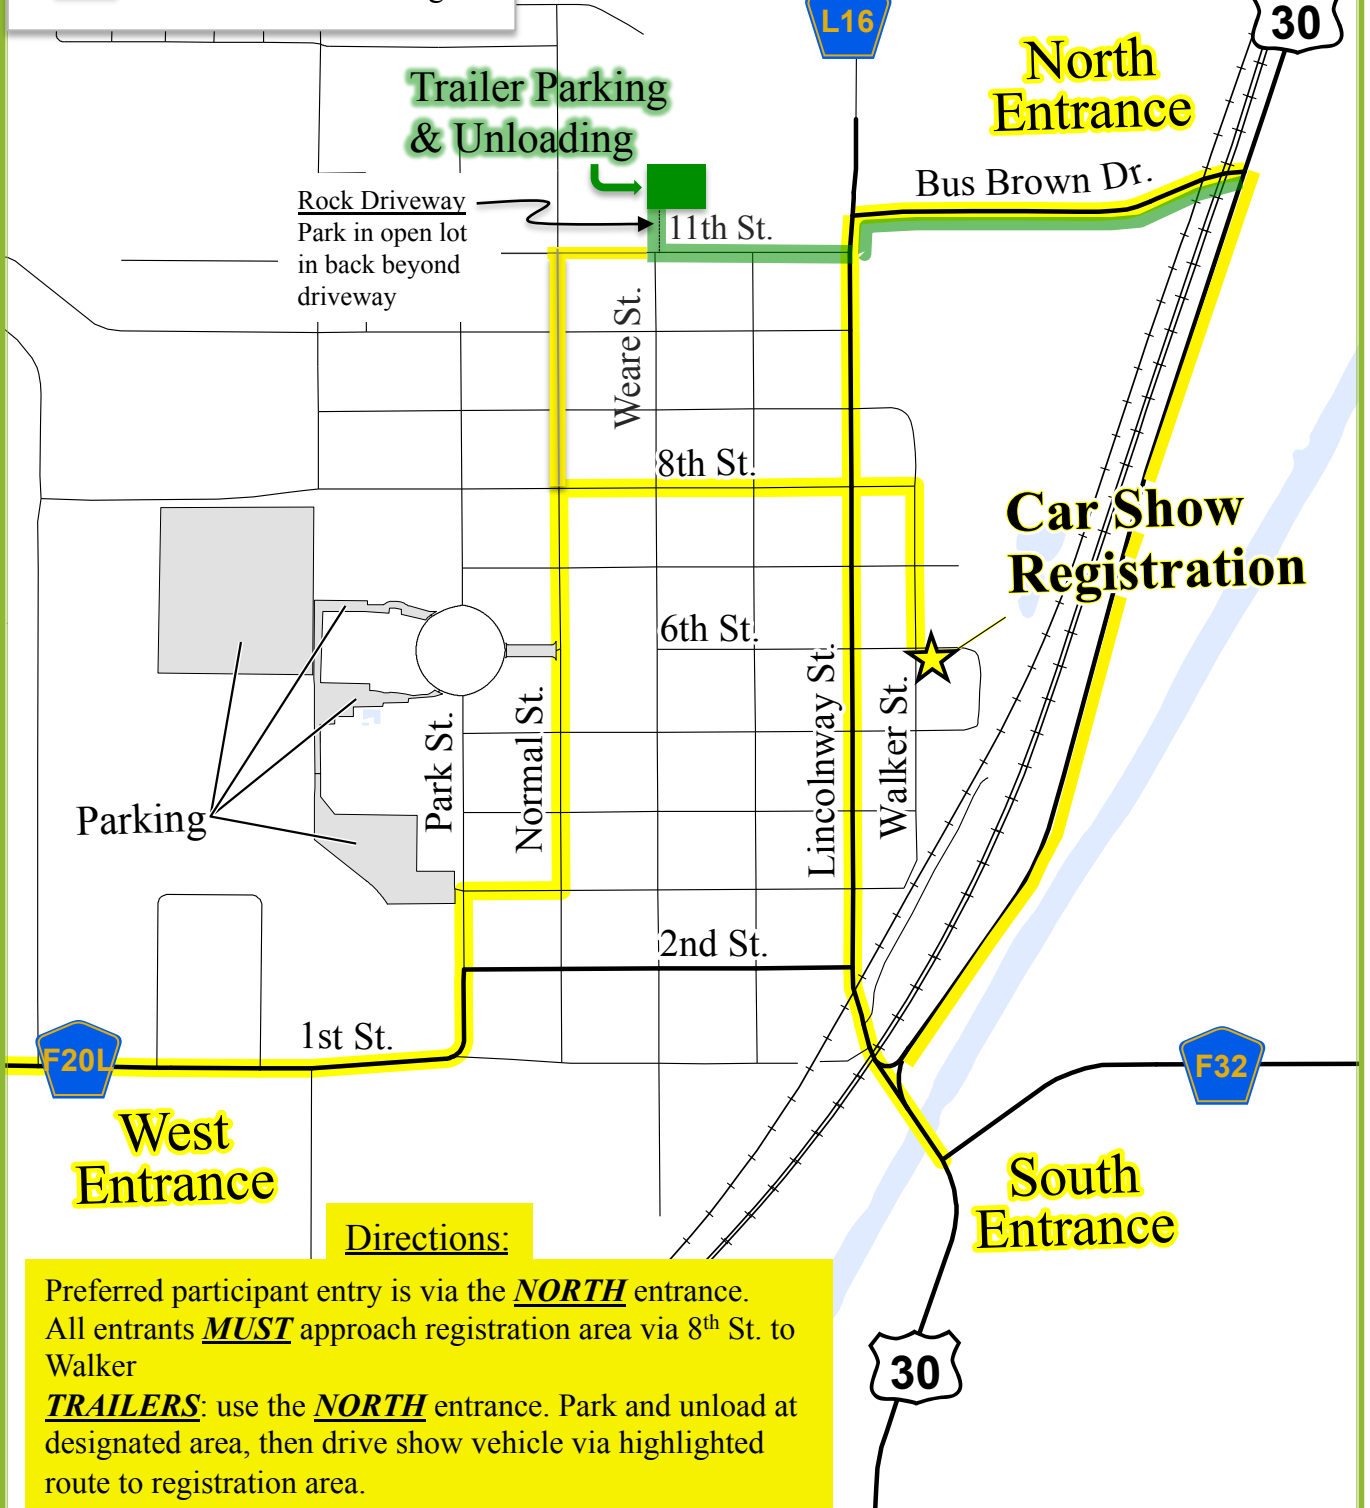 L16
30
North
Entrance
Trailer Parking
& Unloading
Bus Brown Dr.
Rock Driveway
Park in open lot
in back beyond
driveway
11th St.
Weare St.
8th St.
Car Show
Registration
6th St.
Park St.
Normal St.
Lincolnway St.
Walker St.
Parking
2nd St.
1st St.
F20L
F32
West
Entrance
South
Entrance
30
Directions:
Preferred participant entry is via the NORTH entrance.
All entrants MUST approach registration area via 8th St. to
Walker
TRAILERS: use the NORTH entrance. Park and unload at
designated area, then drive show vehicle via highlighted
route to registration area.